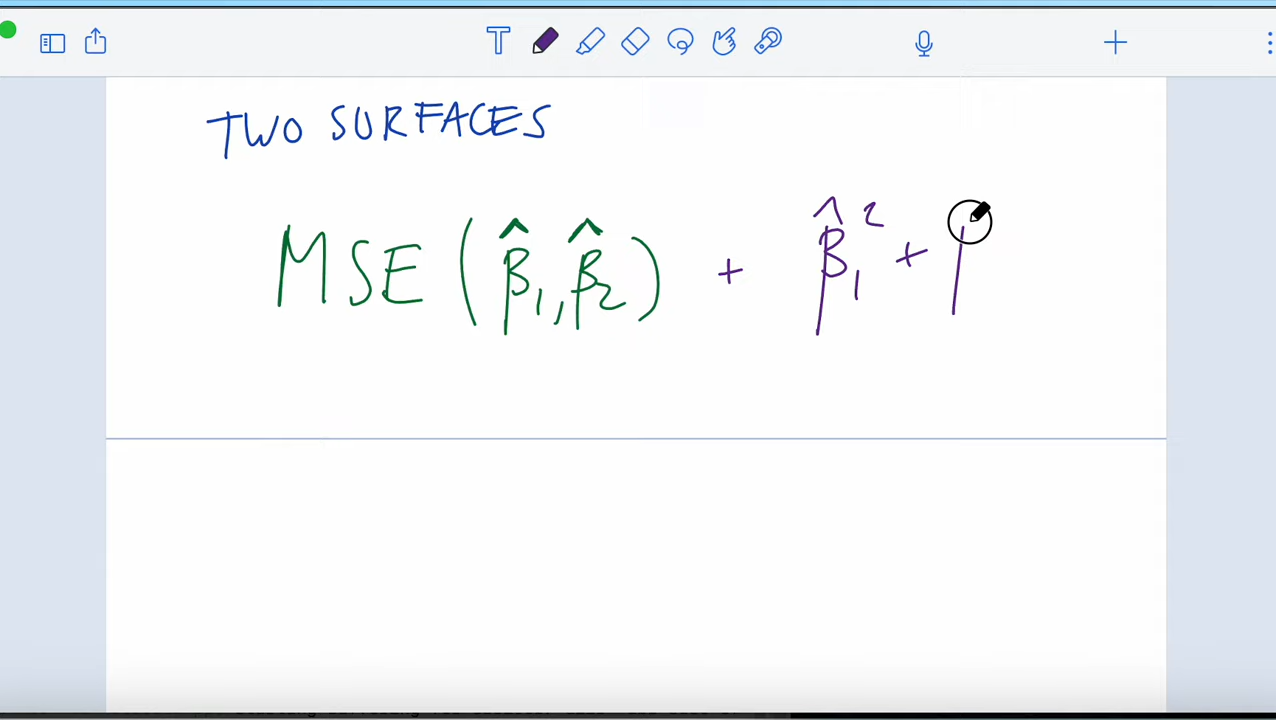 TWO SURFACES
MSE (β̂₁, β̂₂) + β̂₁² +